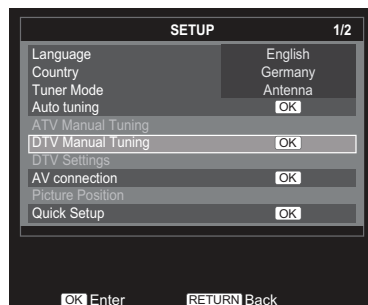 SETUP 1/2
Language English
Country Germany
Tuner Mode Antenna
Auto tuning OK
ATV Manual Tuning
DTV Manual Tuning OK
DTV Settings
AV connection OK
Picture Position
Quick Setup OK
OK Enter RETURN Back